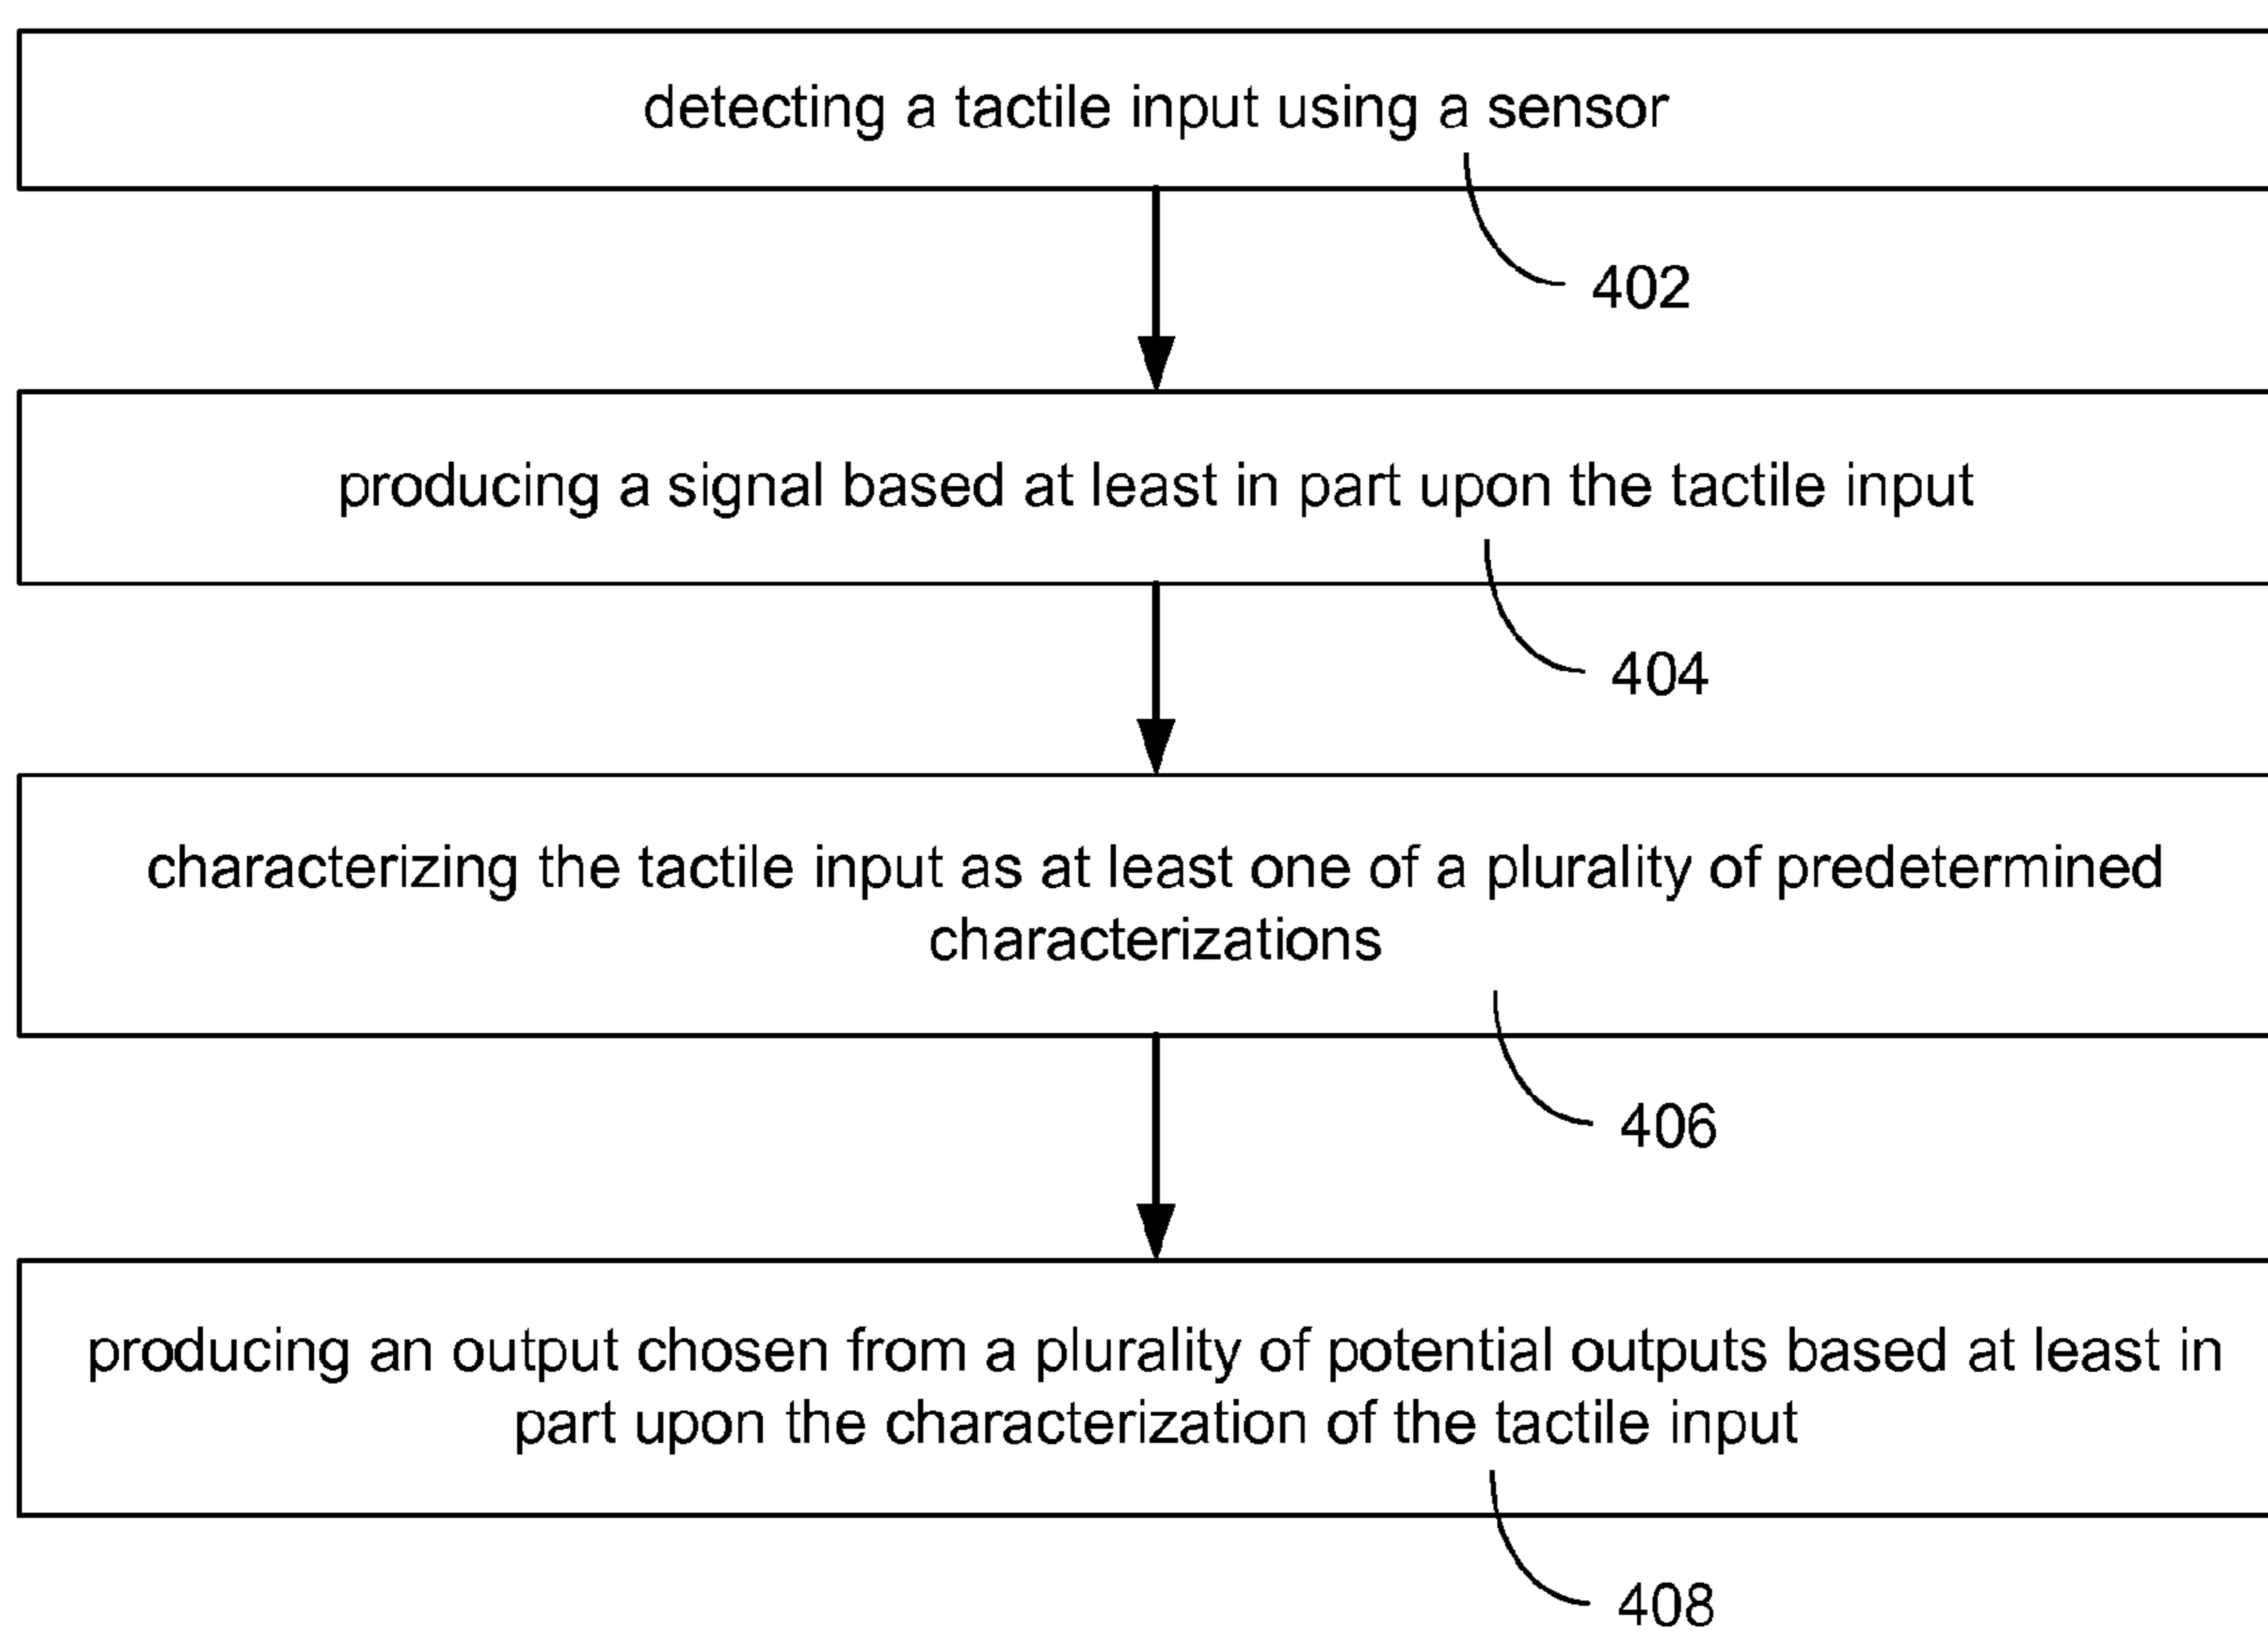 detecting a tactile input using a sensor
402
producing a signal based at least in part upon the tactile input
404
characterizing the tactile input as at least one of a plurality of predetermined
characterizations
406
producing an output chosen from a plurality of potential outputs based at least in
part upon the characterization of the tactile input
408